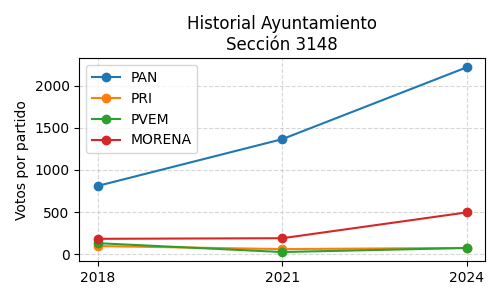 Historial Ayuntamiento
Sección 3148
Votos por partido
2000
1500
1000
500
0
PAN
PRI
PVEM
MORENA
2018
2021
2024